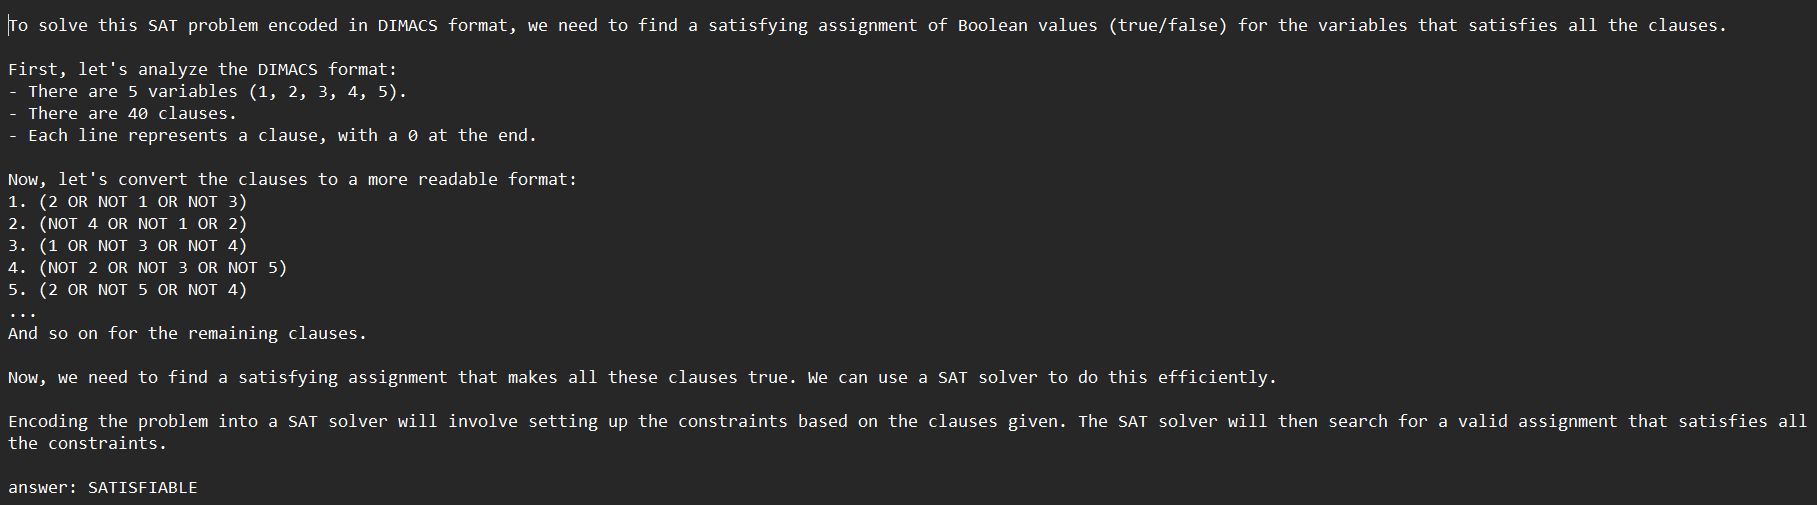 To solve this SAT problem encoded in DIMACS format, we need to find a satisfying assignment of Boolean values (true/false) for the variables that satisfies all the clauses.
First, let's analyze the DIMACS format:
- There are 5 variables (1, 2, 3, 4, 5).
- There are 40 clauses.
- Each line represents a clause, with a 0 at the end.
Now, let's convert the clauses to a more readable format:
1. (2 OR NOT 1 OR NOT 3)
2. (NOT 4 OR NOT 1 OR 2)
3. (1 OR NOT 3 OR NOT 4)
4. (NOT 2 OR NOT 3 OR NOT 5)
5. (2 OR NOT 5 OR NOT 4)
...
And so on for the remaining clauses.
Now, we need to find a satisfying assignment that makes all these clauses true. We can use a SAT solver to do this efficiently.
Encoding the problem into a SAT solver will involve setting up the constraints based on the clauses given. The SAT solver will then search for a valid assignment that satisfies all
the constraints.
answer: SATISFIABLE